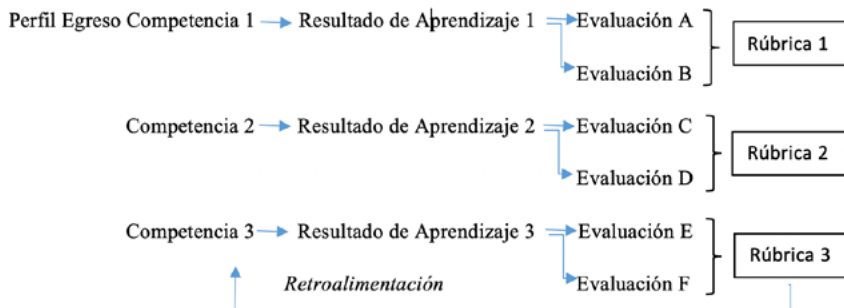 Perfil Egreso Competencia 1 Resultado de Aprendizaje 1 Evaluación A
Rúbrica 1
Evaluación B
Competencia 2 Resultado de Aprendizaje 2 Evaluación C
Rúbrica 2
Evaluación D
Competencia 3 Resultado de Aprendizaje 3 Evaluación E
Rúbrica 3
Retroalimentación Evaluación F